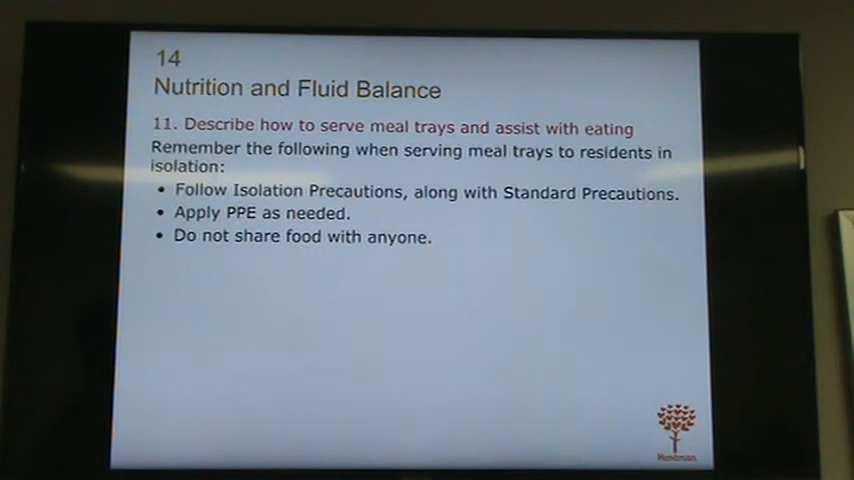 14
Nutrition and Fluid Balance
11. Describe how to serve meal trays and assist with eating
Remember the following when serving meal trays to residents in
isolation:
• Follow Isolation Precautions, along with Standard Precautions.
• Apply PPE as needed.
• Do not share food with anyone.
Hartman